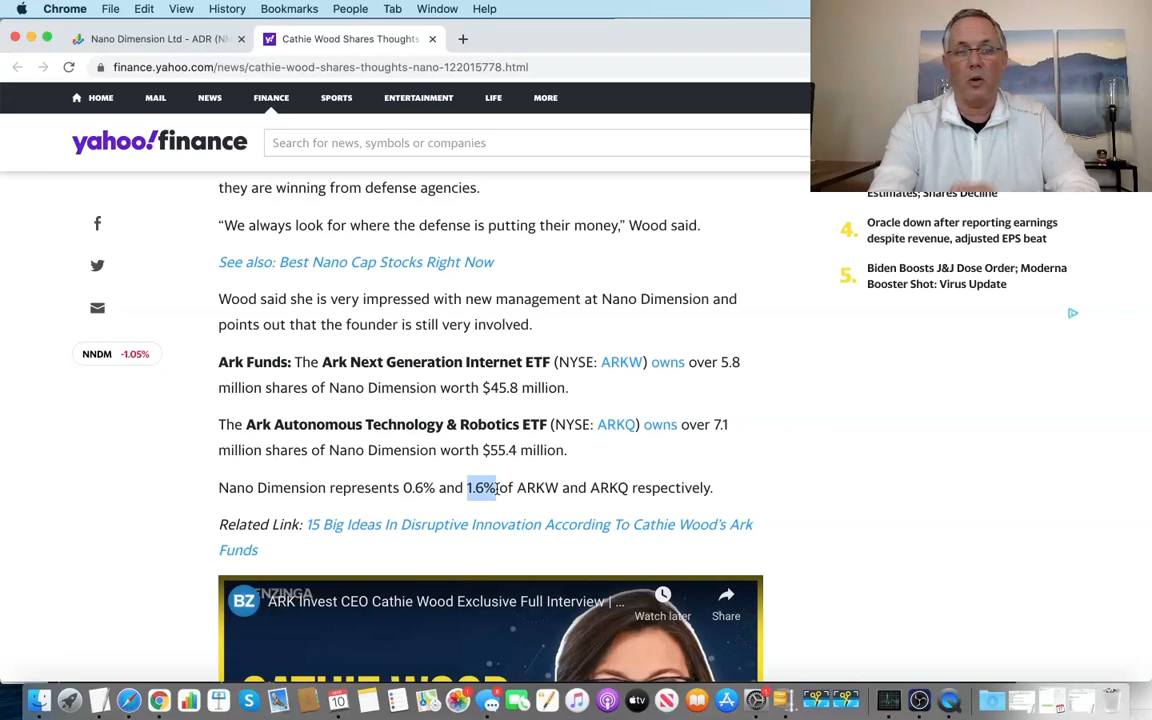 Chrome File Edit View History Bookmarks People Tab Window Help
Nano Dimension Ltd - ADR (NN
Cathie Wood Shares Thoughts
finance.yahoo.com/news/cathie-wood-shares-thoughts-nano-122015778.html
HOME MAIL NEWS FINANCE SPORTS ENTERTAINMENT LIFE MORE
yahoo!finance
Search for news, symbols or companies
they are winning from defense agencies.
“We always look for where the defense is putting their money,” Wood said.
See also: Best Nano Cap Stocks Right Now
Wood said she is very impressed with new management at Nano Dimension and
points out that the founder is still very involved.
NNDM -1.05%
Ark Funds: The Ark Next Generation Internet ETF (NYSE: ARKW) owns over 5.8
million shares of Nano Dimension worth $45.8 million.
The Ark Autonomous Technology & Robotics ETF (NYSE: ARKQ) owns over 7.1
million shares of Nano Dimension worth $55.4 million.
Nano Dimension represents 0.6% and 1.6% of ARKW and ARKQ respectively.
Related Link: 15 Big Ideas In Disruptive Innovation According To Cathie Wood’s Ark
Funds
BZ
ENZINGA
ARK Invest CEO Cathie Wood Exclusive Full Interview | ...
Watch later
Share
Estimates; Shares Decline
4. Oracle down after reporting earnings
despite revenue, adjusted EPS beat
5. Biden Boosts J&J Dose Order; Moderna
Booster Shot: Virus Update
10
tv